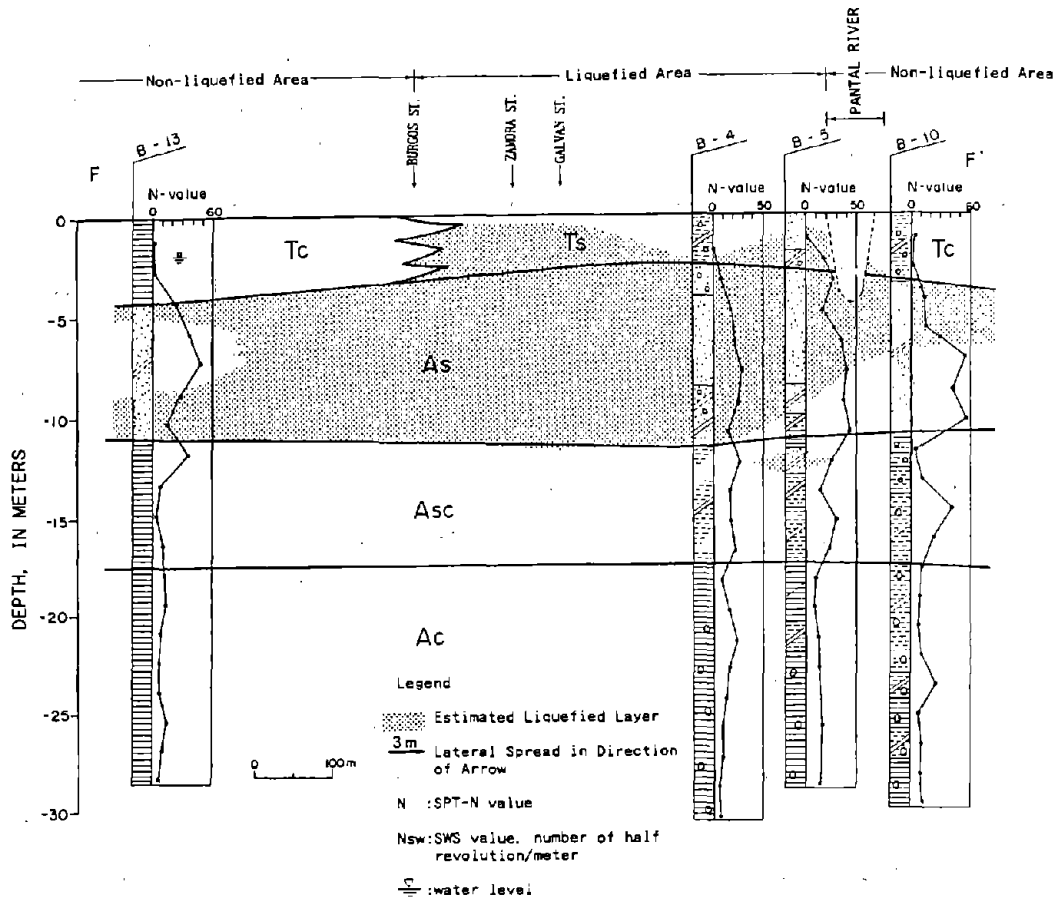 PANTAL RIVER
Non-liquefied Area
Liquefied Area
Non-liquefied Area
BURGOS ST.
ZAMORA ST.
GALVAN ST.
B-13
B-4
B-5
B-10
F
F'
N-value
N-value
N-value
N-value
0 60
0 50
0 50
0 60
0
-5
-10
-15
-20
-25
-30
DEPTH, IN METERS
Tc
Ts
Tc
As
Asc
Ac
Legend
Estimated Liquefied Layer
3m Lateral Spread in Direction
of Arrow
N :SPT-N value
Nsw:SWS value, number of half
revolution/meter
:water level
0 100m